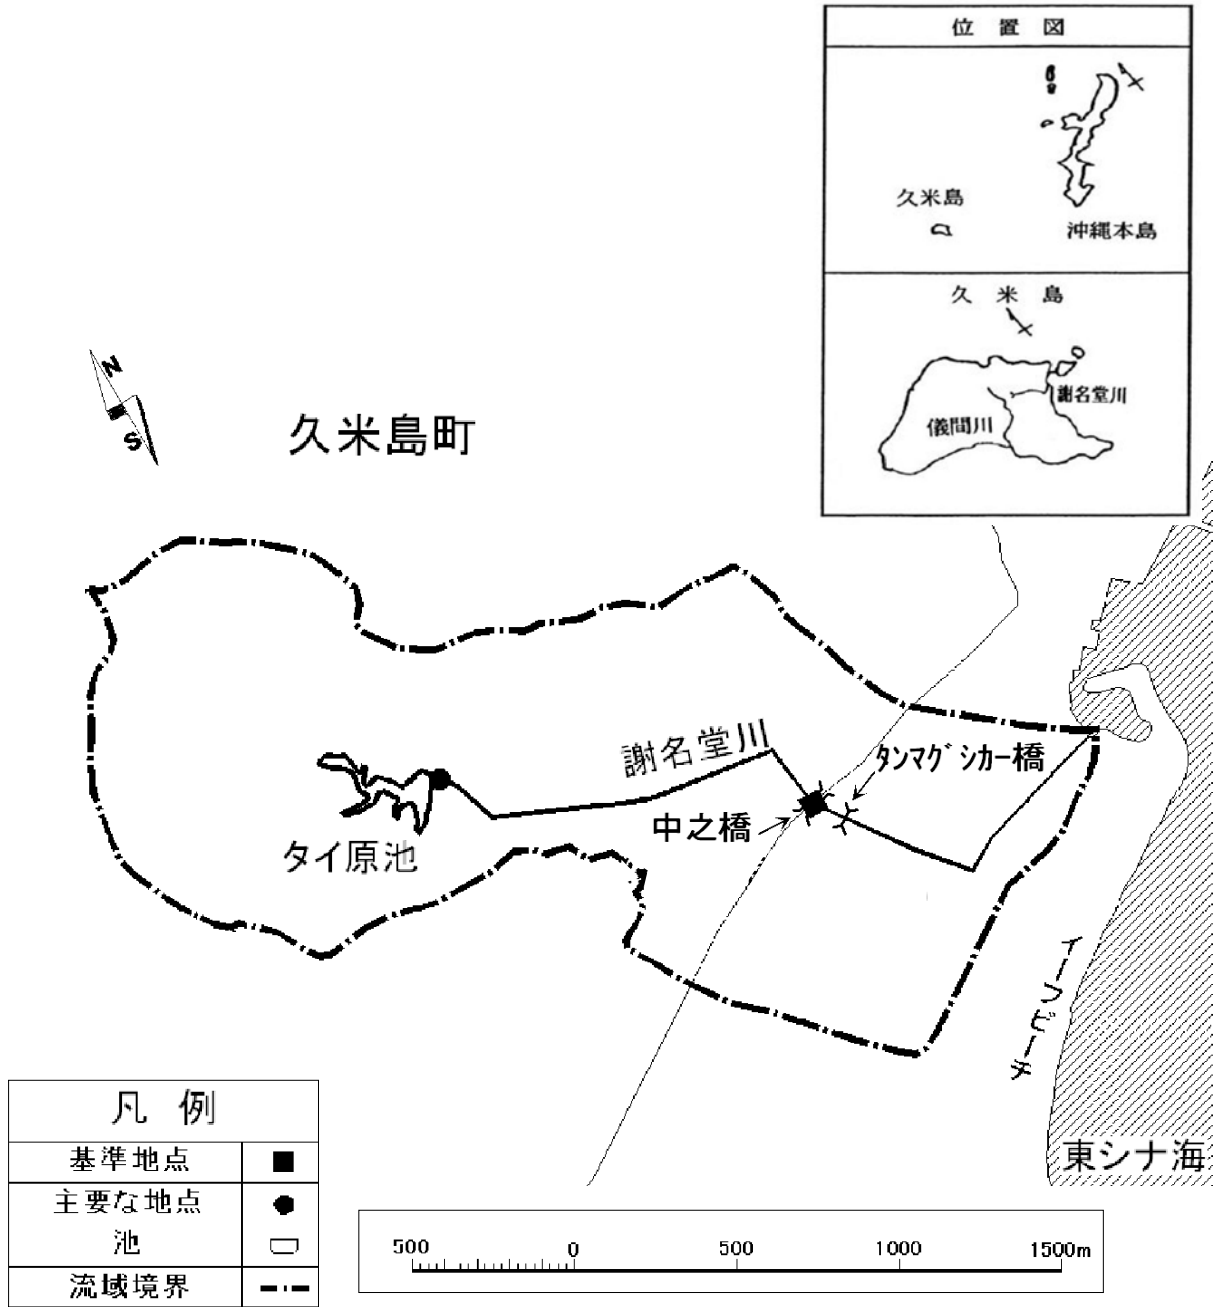 位置図
久米島
沖縄本島
久米島
謝名堂川
儀間川
N
S
久米島町
謝名堂川
タンマグシカー橋
中之橋
タイ原池
イーフビーチ
東シナ海
凡例
基準地点
主要な地点
池
流域境界
500 0 500 1000 1500m